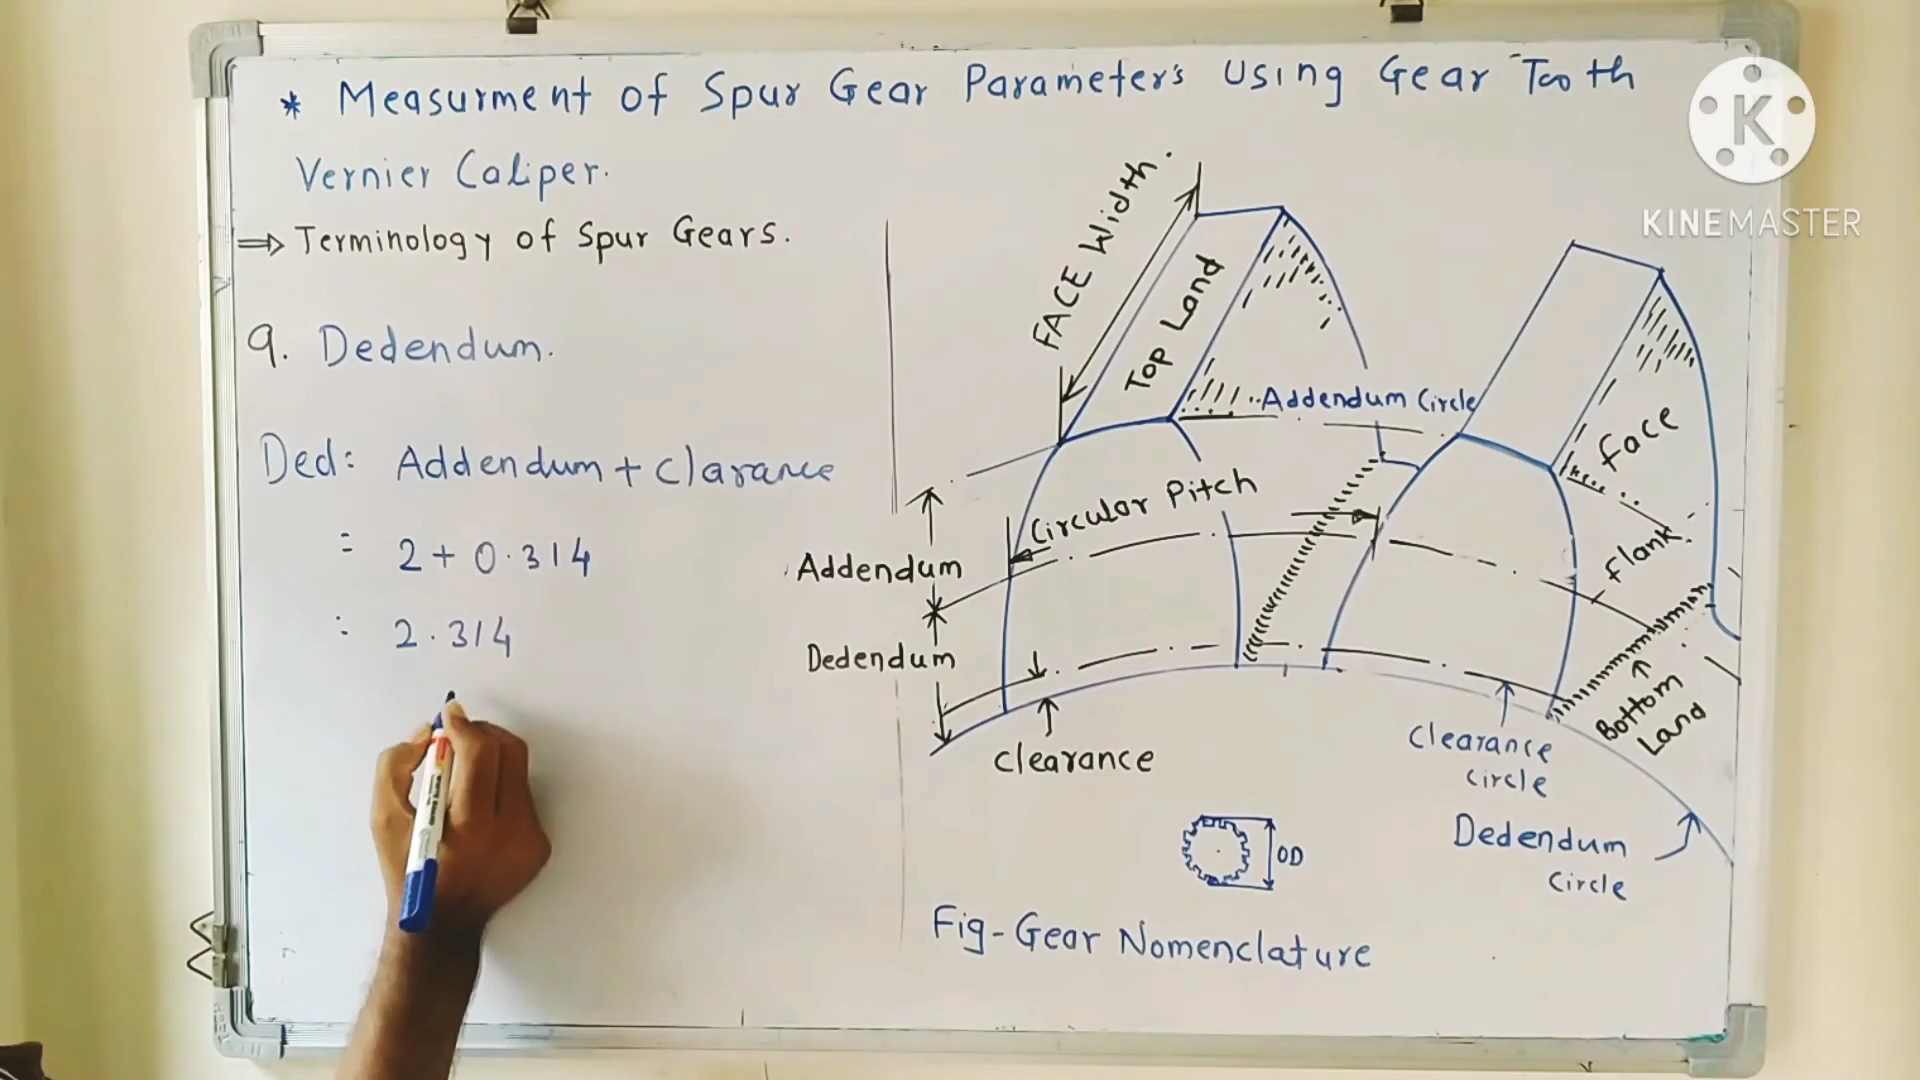 * Measurment of Spur Gear Parameter's Using Gear Tooth
Vernier Caliper.
⇒ Terminology of Spur Gears.
9. Dedendum.
Ded: Addendum + Clarance
= 2 + 0.314
: 2.314
K
KINEMASTER
FACE Width.
Top Land
Addendum Circle
Face
Circular Pitch
Flank.
Addendum
Dedendum
Bottom
Land
Clearance
Clearance
circle
OD
Dedendum
Circle
Fig-Gear Nomenclature